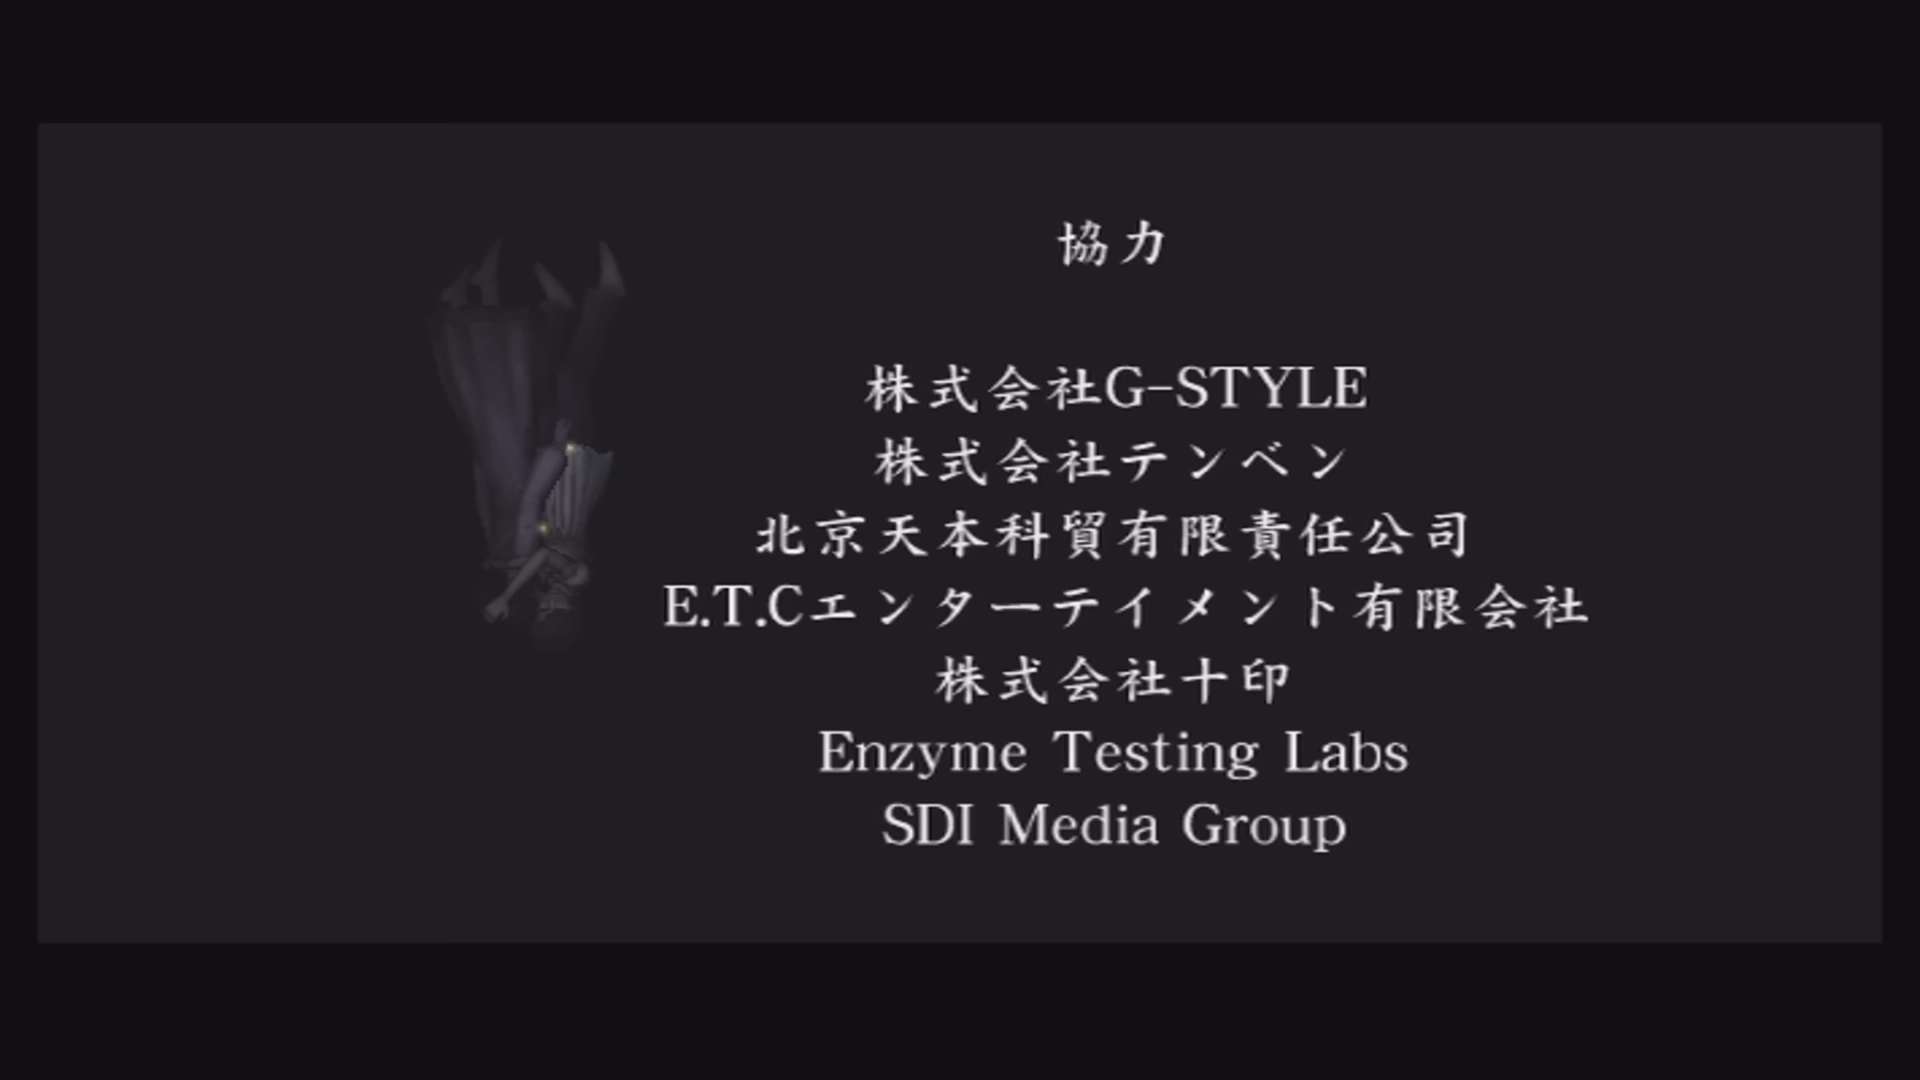 協力
株式会社G-STYLE
株式会社テンベン
北京天本科貿有限責任公司
E.T.Cエンターテイメント有限会社
株式会社十印
Enzyme Testing Labs
SDI Media Group